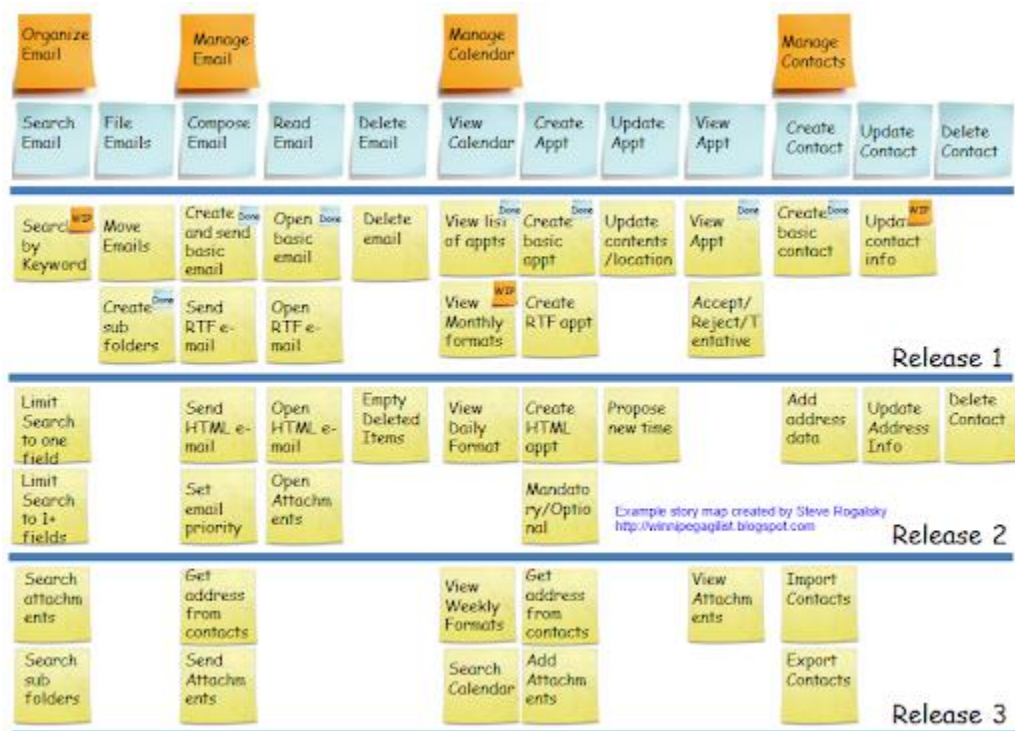 Organize
Email
Manage
Email
Manage
Calendar
Manage
Contacts
Search
Email
File
Emails
Compose
Email
Read
Email
Delete
Email
View
Calendar
Create
Appt
Update
Appt
View
Appt
Create
Contact
Update
Contact
Delete
Contact
Search
by
Keyword
WIP
Move
Emails
Create
and send
basic
email
Done
Open
basic
email
Done
Delete
email
View list
of appts
Done
Create
basic
appt
Done
Update
contents
/location
View
Appt
Done
Create
basic
contact
Done
Update
contact
info
WIP
Create
sub
folders
Done
Send
RTF e-
mail
Open
RTF e-
mail
View
Monthly
formats
WIP
Create
RTF appt
Accept/
Reject/T
entative
Release 1
Limit
Search
to one
field
Send
HTML e-
mail
Open
HTML e-
mail
Empty
Deleted
Items
View
Daily
Format
Create
HTML
appt
Propose
new time
Add
address
data
Update
Address
Info
Delete
Contact
Limit
Search
to 1+
fields
Set
email
priority
Open
Attachm
ents
Mandato
ry/Optio
nal
Example story map created by Steve Rogalsky
http://winnipegagilist.blogspot.com
Release 2
Search
attachm
ents
Get
address
from
contacts
View
Weekly
Formats
Get
address
from
contacts
View
Attachm
ents
Import
Contacts
Search
sub
folders
Send
Attachm
ents
Search
Calendar
Add
Attachm
ents
Export
Contacts
Release 3